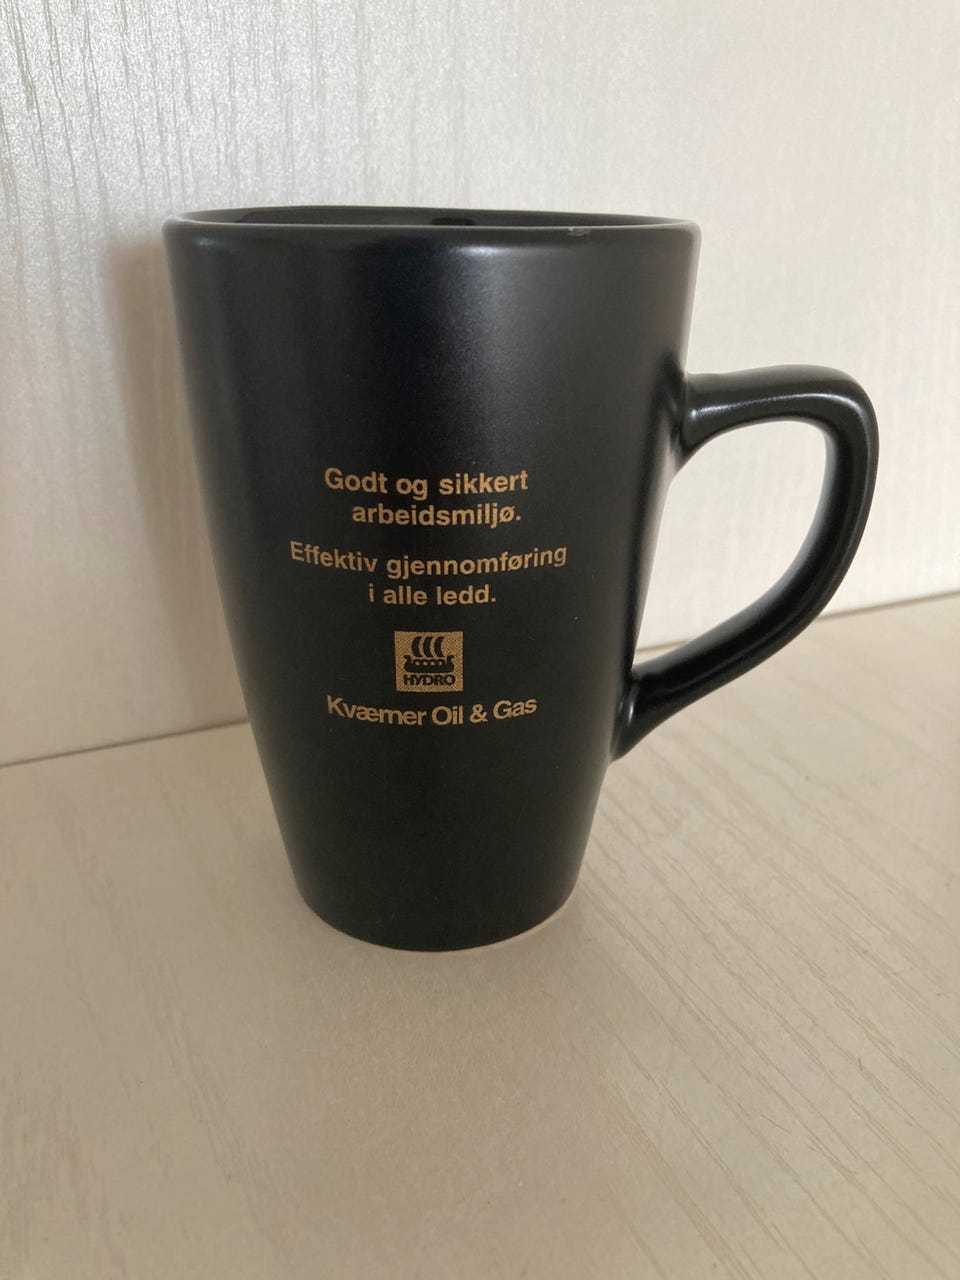 Godt og sikkert
arbeidsmiljø.
Effektiv gjennomføring
i alle ledd.
HYDRO
Kværner Oil & Gas